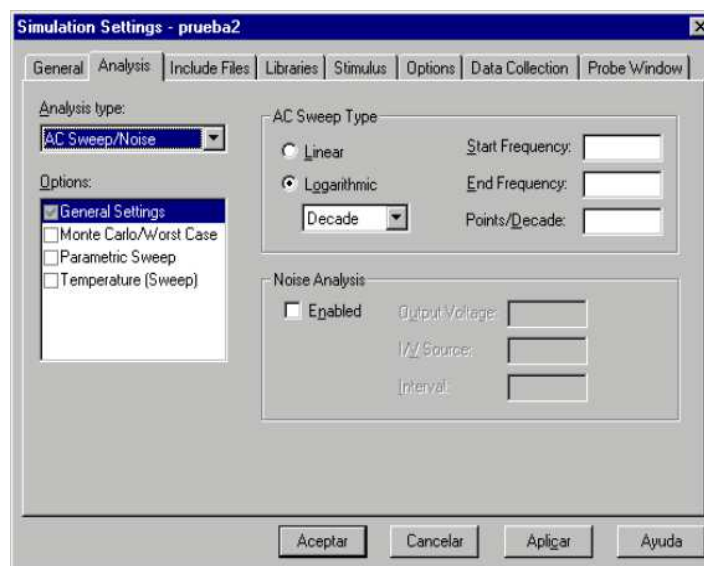 Simulation Settings - prueba2
General Analysis Include Files Libraries Stimulus Options Data Collection Probe Window
Analysis type:
AC Sweep/Noise
Options:
General Settings
Monte Carlo/Worst Case
Parametric Sweep
Temperature (Sweep)
AC Sweep Type
Linear
Logarithmic
Decade
Start Frequency:
End Frequency:
Points/Decade:
Noise Analysis
Enabled
Output Voltage:
I/V Source:
Interval:
Aceptar Cancelar Aplicar Ayuda